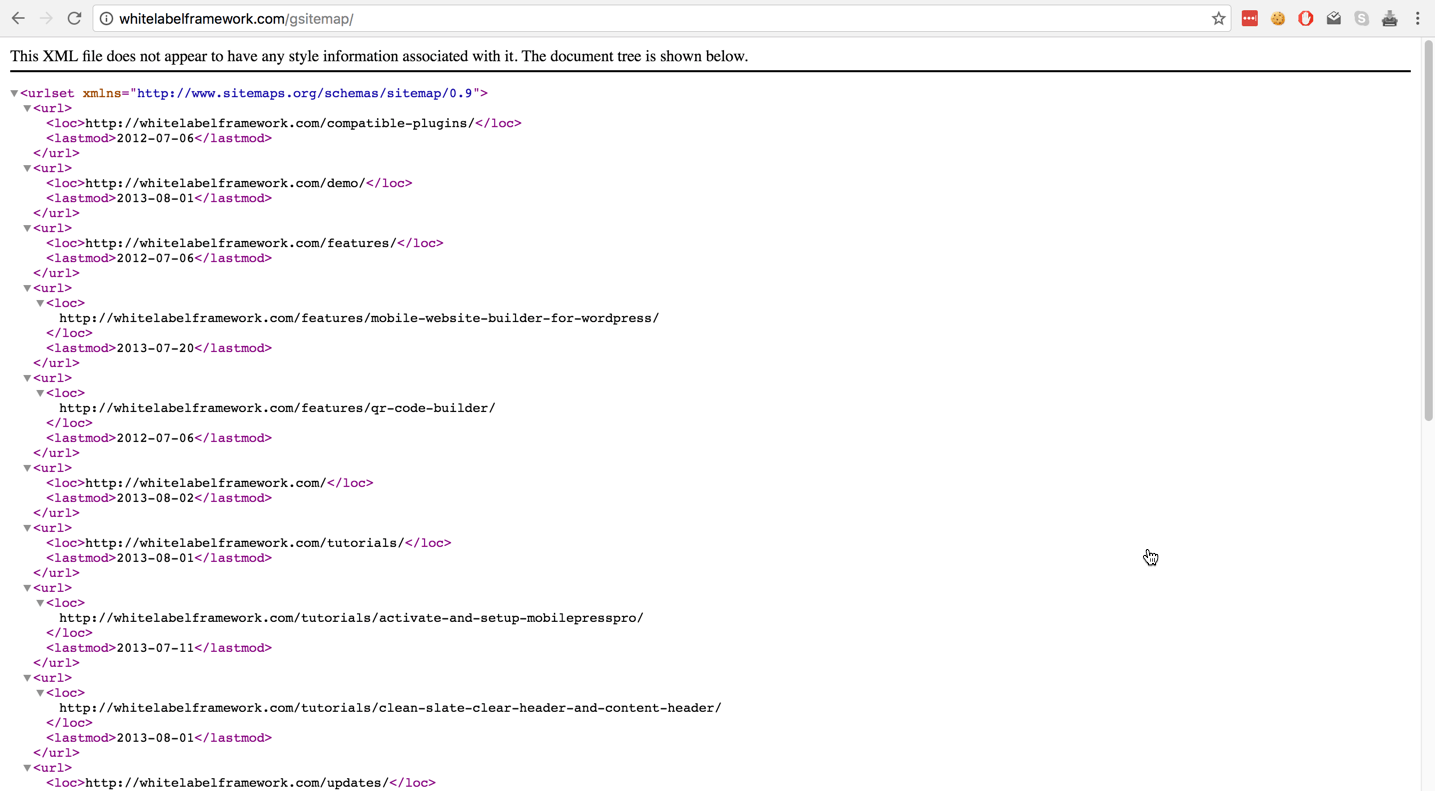 whitelabelframework.com/gsitemap/
This XML file does not appear to have any style information associated with it. The document tree is shown below.
<urlset xmlns="http://www.sitemaps.org/schemas/sitemap/0.9">
<url>
<loc>http://whitelabelframework.com/compatible-plugins/</loc>
<lastmod>2012-07-06</lastmod>
</url>
<url>
<loc>http://whitelabelframework.com/demo/</loc>
<lastmod>2013-08-01</lastmod>
</url>
<url>
<loc>http://whitelabelframework.com/features/</loc>
<lastmod>2012-07-06</lastmod>
</url>
<url>
<loc>
http://whitelabelframework.com/features/mobile-website-builder-for-wordpress/
</loc>
<lastmod>2013-07-20</lastmod>
</url>
<url>
<loc>
http://whitelabelframework.com/features/qr-code-builder/
</loc>
<lastmod>2012-07-06</lastmod>
</url>
<url>
<loc>http://whitelabelframework.com/</loc>
<lastmod>2013-08-02</lastmod>
</url>
<url>
<loc>http://whitelabelframework.com/tutorials/</loc>
<lastmod>2013-08-01</lastmod>
</url>
<url>
<loc>
http://whitelabelframework.com/tutorials/activate-and-setup-mobilepresspro/
</loc>
<lastmod>2013-07-11</lastmod>
</url>
<url>
<loc>
http://whitelabelframework.com/tutorials/clean-slate-clear-header-and-content-header/
</loc>
<lastmod>2013-08-01</lastmod>
</url>
<url>
<loc>http://whitelabelframework.com/updates/</loc>